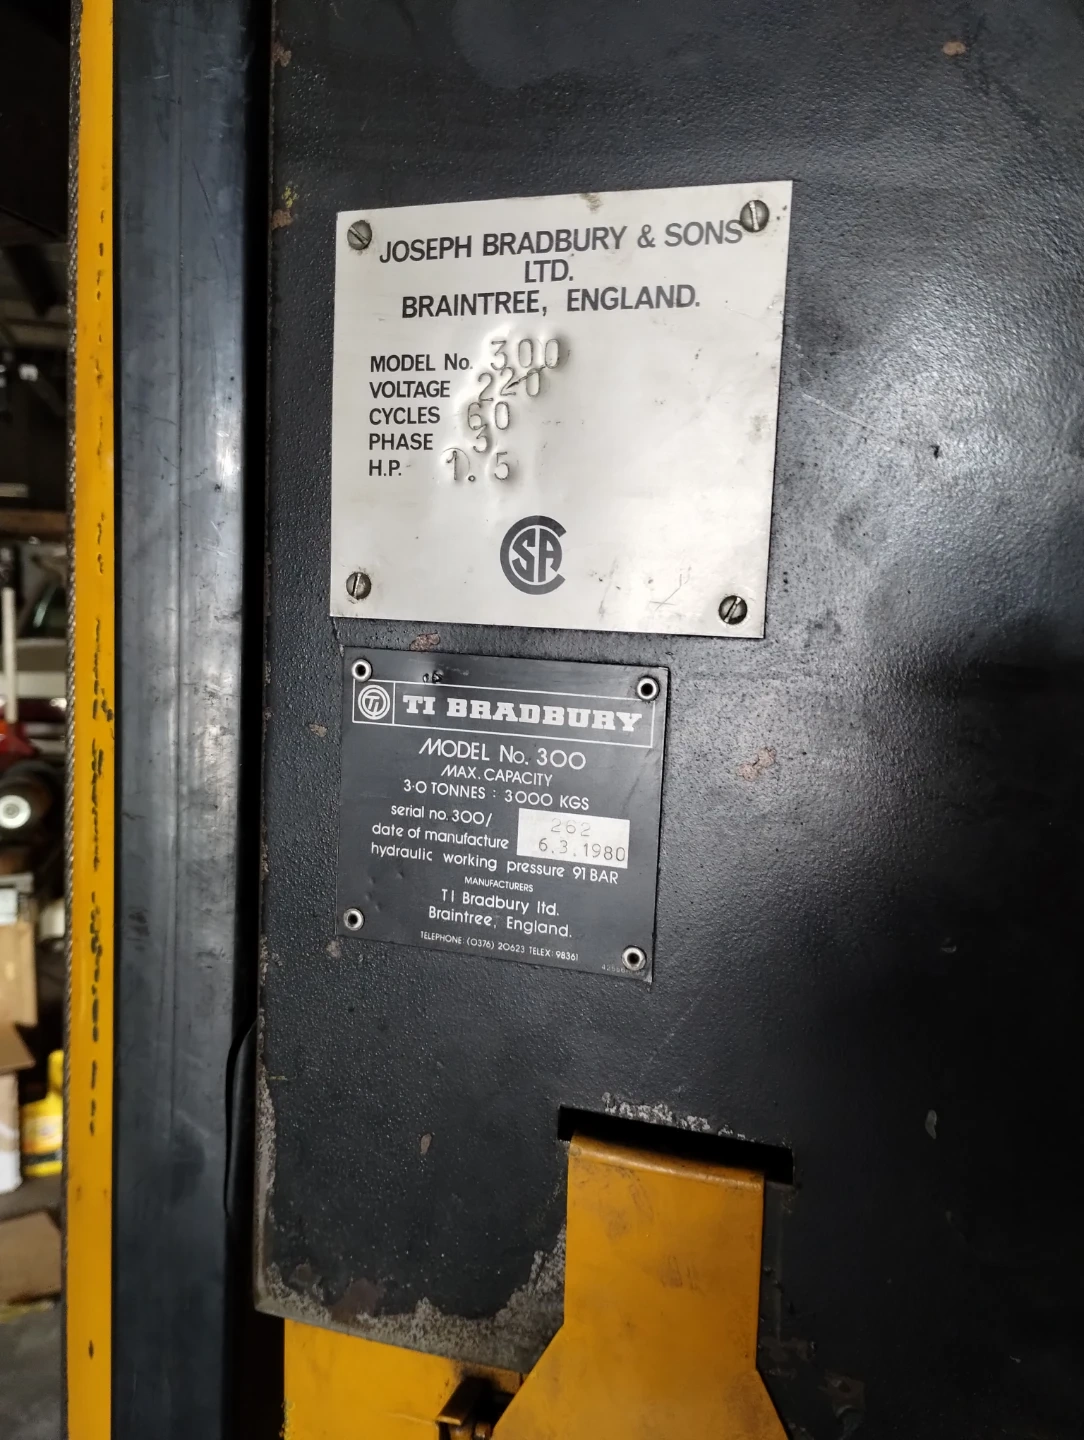 JOSEPH BRADBURY & SONS
LTD.
BRAINTREE, ENGLAND.
MODEL No. 300
VOLTAGE 220
CYCLES 60
PHASE 3
H.P. 1.5
CSA
TI TI BRADBURY
MODEL No. 300
MAX. CAPACITY
3·0 TONNES : 3000 KGS
serial no. 300/ 262
date of manufacture 6.3.1980
hydraulic working pressure 91 BAR
MANUFACTURERS
TI Bradbury ltd.
Braintree, England.
TELEPHONE: (0376) 20623 TELEX: 98361